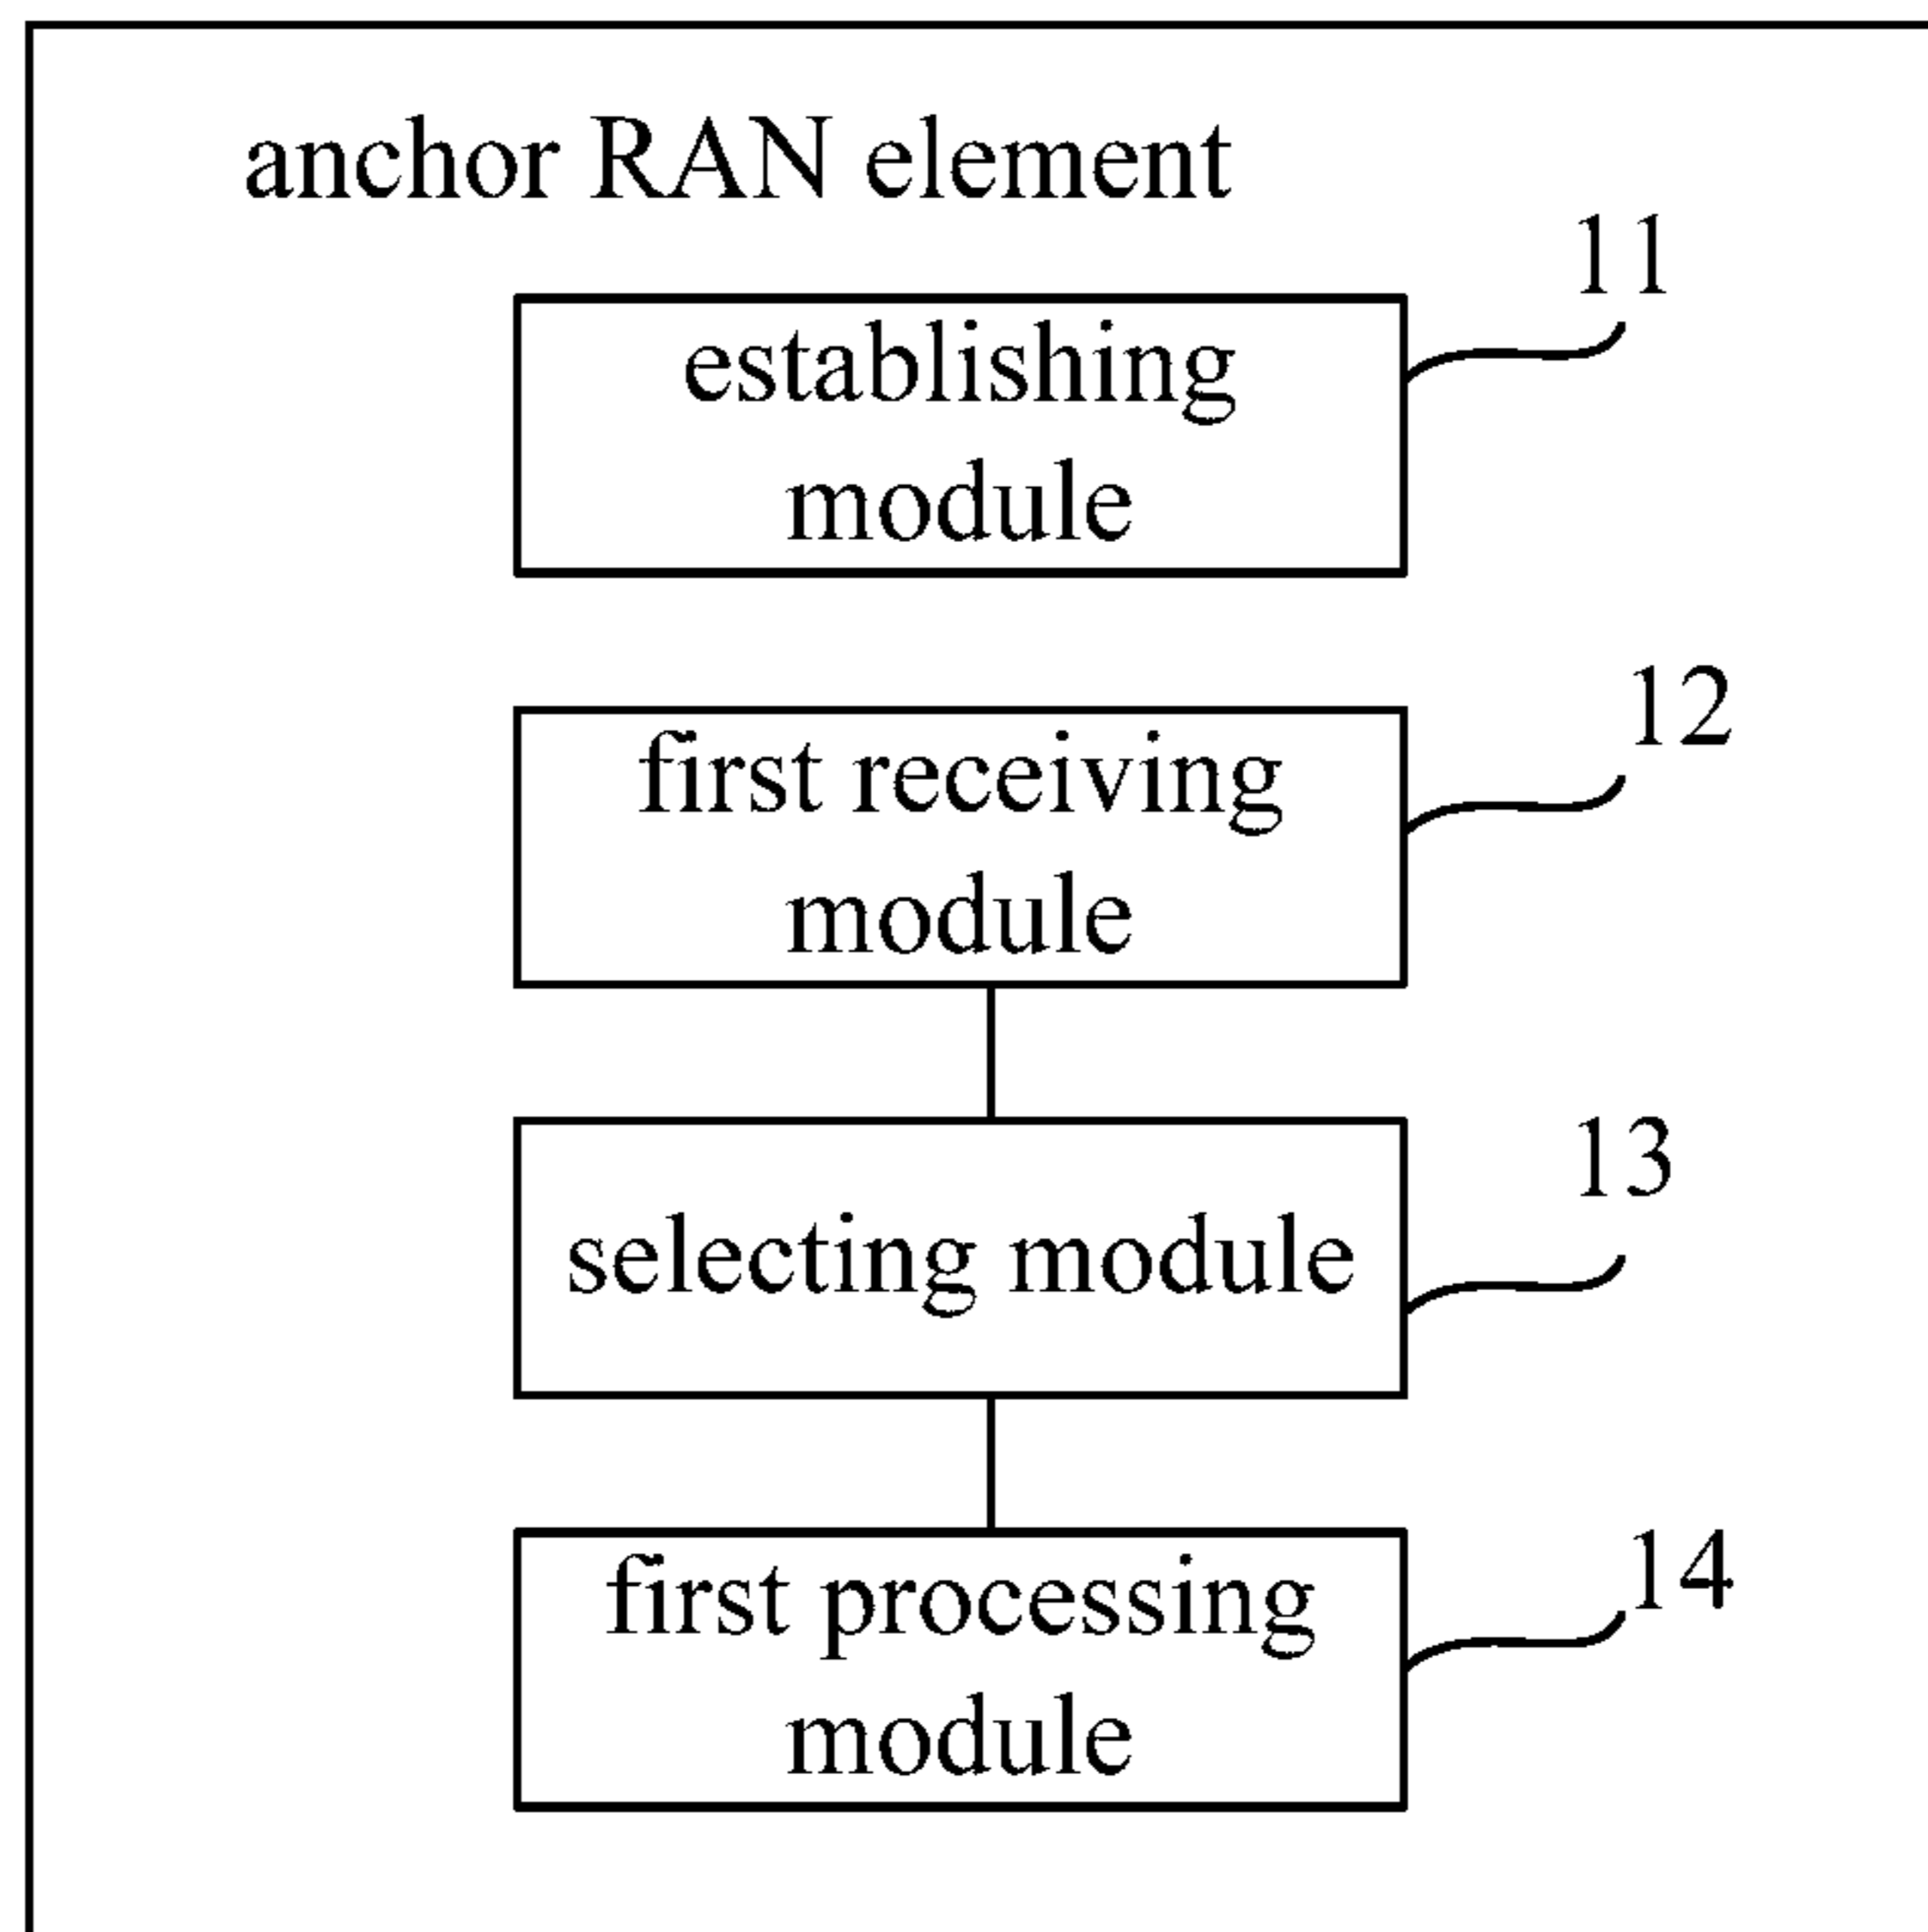 anchor RAN element
11
establishing
module
12
first receiving
module
13
selecting module
14
first processing
module